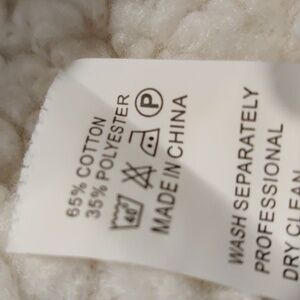 65% COTTON
35% POLYESTER
40° P
MADE IN CHINA
WASH SEPARATELY
PROFESSIONAL
DRY CLEAN